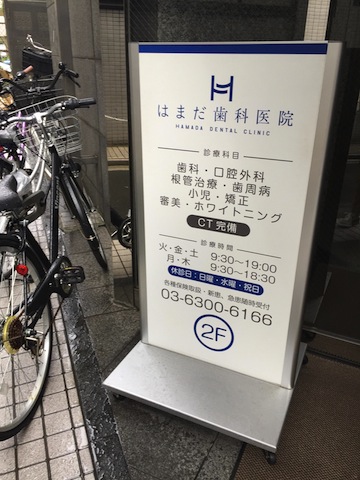 はまだ歯科医院
HAMADA DENTAL CLINIC
診療科目
歯科・口腔外科
根管治療・歯周病
小児・矯正
審美・ホワイトニング
CT完備
診療時間
火・金・土 9:30~19:00
月・木 9:30~18:30
休診日:日曜・水曜・祝日
各種保険取扱・新患、急患随時受付
03-6300-6166
2F